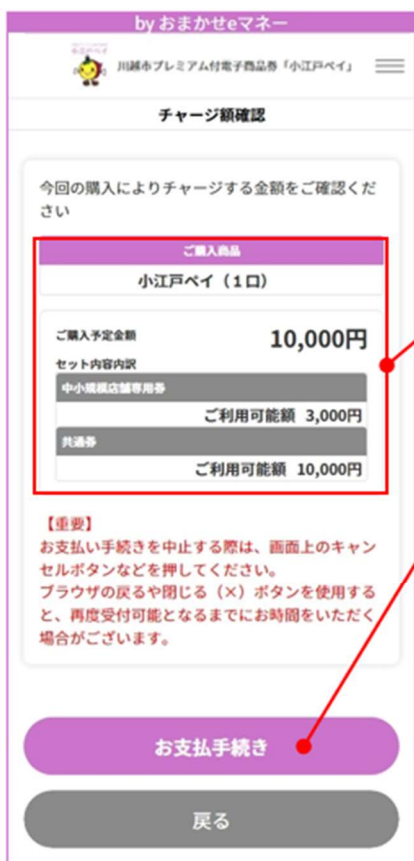 by おまかせeマネー
小江戸ペイ
川越市プレミアム付電子商品券「小江戸ペイ」
チャージ額確認
今回の購入によりチャージする金額をご確認くだ
さい
ご購入商品
小江戸ペイ（１口）
ご購入予定金額 10,000円
セット内容内訳
中小規模店舗専用券
ご利用可能額 3,000円
共通券
ご利用可能額 10,000円
【重要】
お支払い手続きを中止する際は、画面上のキャン
セルボタンなどを押してください。
ブラウザの戻るや閉じる（×）ボタンを使用する
と、再度受付可能となるまでにお時間をいただく
場合がございます。
お支払手続き
戻る